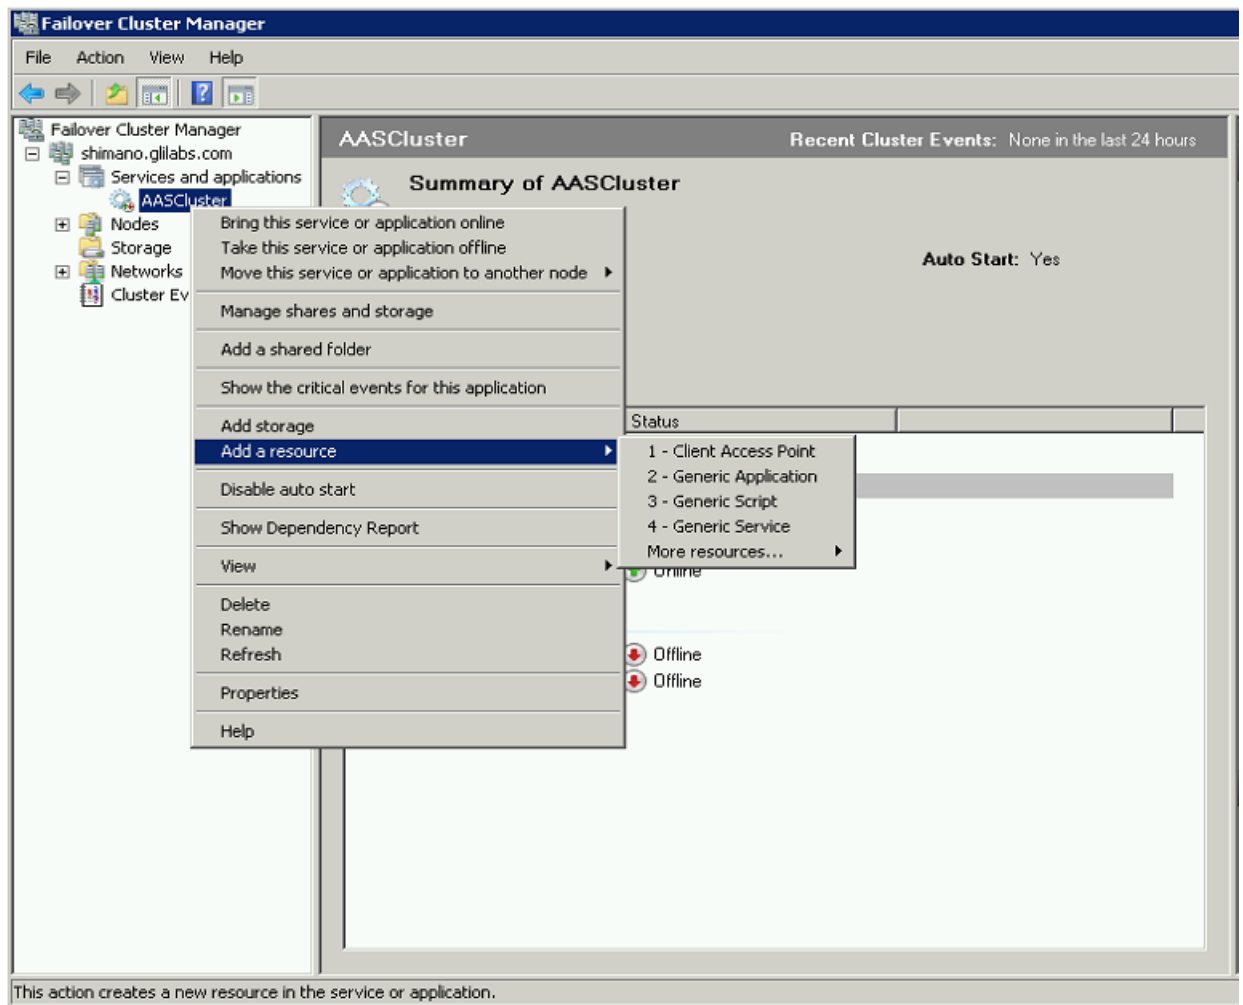 Failover Cluster Manager
File Action View Help
Failover Cluster Manager
shimano.glilabs.com
Services and applications
AASCluster
Nodes
Storage
Networks
Cluster Ev
AASCluster
Recent Cluster Events: None in the last 24 hours
Summary of AASCluster
Auto Start: Yes
Status
Bring this service or application online
Take this service or application offline
Move this service or application to another node
Manage shares and storage
Add a shared folder
Show the critical events for this application
Add storage
Add a resource
Disable auto start
Show Dependency Report
View
Delete
Rename
Refresh
Properties
Help
1 - Client Access Point
2 - Generic Application
3 - Generic Script
4 - Generic Service
More resources...
Online
Offline
Offline
This action creates a new resource in the service or application.